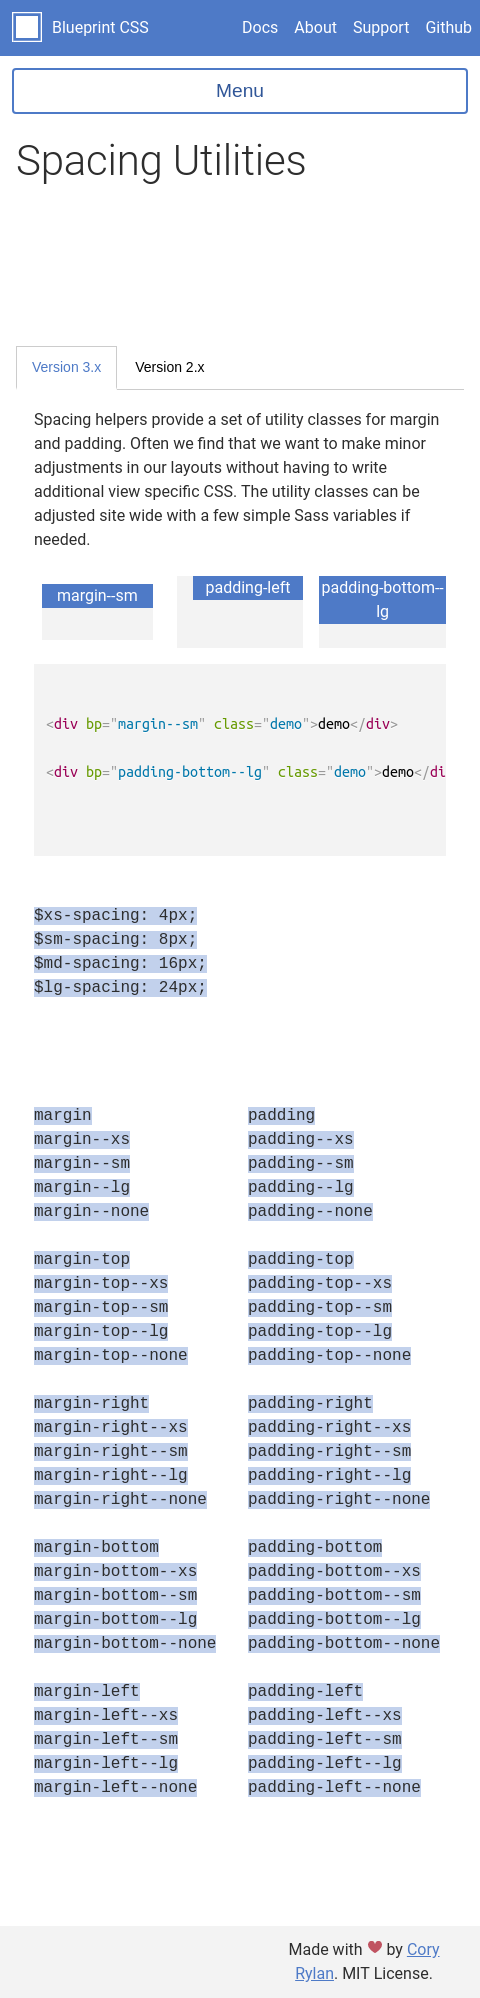 Blueprint CSS Docs About Support Github
Menu
Spacing Utilities
Version 3.x Version 2.x
Spacing helpers provide a set of utility classes for margin
and padding. Often we find that we want to make minor
adjustments in our layouts without having to write
additional view specific CSS. The utility classes can be
adjusted site wide with a few simple Sass variables if
needed.
margin--sm padding-left padding-bottom--
lg
<div bp="margin--sm" class="demo">demo</div>
<div bp="padding-bottom--lg" class="demo">demo</di
$xs-spacing: 4px;
$sm-spacing: 8px;
$md-spacing: 16px;
$lg-spacing: 24px;
margin padding
margin--xs padding--xs
margin--sm padding--sm
margin--lg padding--lg
margin--none padding--none
margin-top padding-top
margin-top--xs padding-top--xs
margin-top--sm padding-top--sm
margin-top--lg padding-top--lg
margin-top--none padding-top--none
margin-right padding-right
margin-right--xs padding-right--xs
margin-right--sm padding-right--sm
margin-right--lg padding-right--lg
margin-right--none padding-right--none
margin-bottom padding-bottom
margin-bottom--xs padding-bottom--xs
margin-bottom--sm padding-bottom--sm
margin-bottom--lg padding-bottom--lg
margin-bottom--none padding-bottom--none
margin-left padding-left
margin-left--xs padding-left--xs
margin-left--sm padding-left--sm
margin-left--lg padding-left--lg
margin-left--none padding-left--none
Made with ❤ by Cory
Rylan. MIT License.